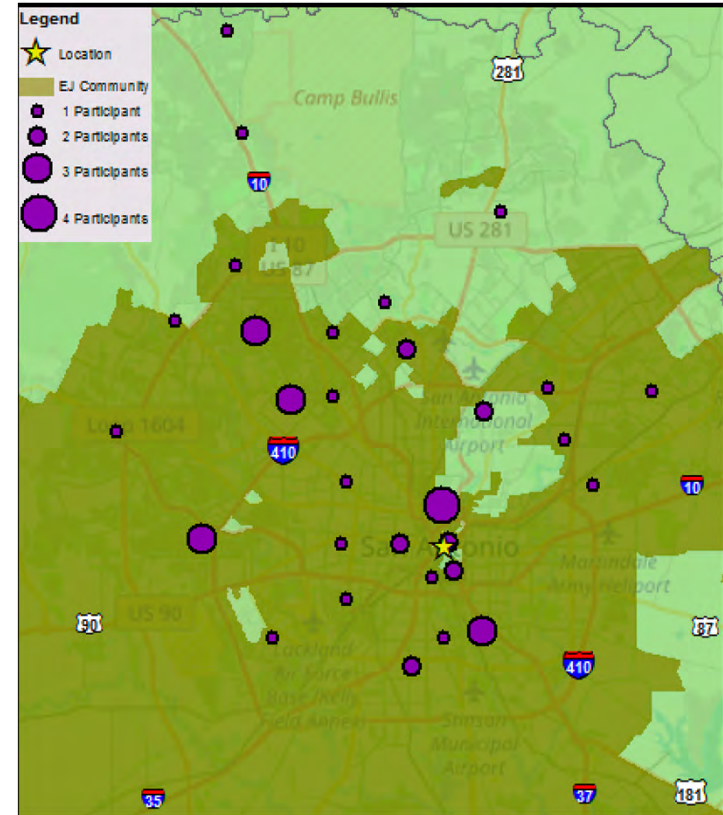 Legend
Location
EJ Community
1 Participant
2 Participants
3 Participants
4 Participants
281
Camp Bullis
10
US 281
I 10
US 87
San Antonio
International
Airport
Loop 1604
410
10
San Antonio
Martindale
Army Heliport
US 90
90
87
Lackland
Air Force
Base/Kelly
Field Annex
410
Stinson
Municipal
Airport
35
37
181